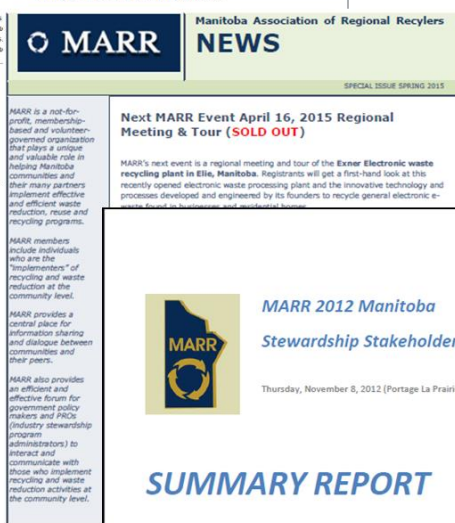 MARR
Manitoba Association of Regional Recylers
NEWS
SPECIAL ISSUE SPRING 2015
MARR is a not-for-
profit, membership-
based and volunteer-
governed organization
that plays a unique
and valuable role in
helping Manitoba
communities and
their many partners
implement effective
and efficient waste
reduction, reuse and
recycling programs.
MARR members
include individuals
who are the
"implementers" of
recycling and waste
reduction at the
community level.
MARR provides a
central place for
information sharing
and dialogue between
communities and
their peers.
MARR also provides
an efficient and
effective forum for
government policy
makers and PROs
(industry stewardship
program
administrators) to
interact and
communicate with
those who implement
recycling and waste
reduction activities at
the community level.
Next MARR Event April 16, 2015 Regional
Meeting & Tour (SOLD OUT)
MARR's next event is a regional meeting and tour of the Exner Electronic waste
recycling plant in Elie, Manitoba. Registrants will get a first-hand look at this
recently opened electronic waste processing plant and the innovative technology and
processes developed and engineered by its founders to recycle general electronic e-
waste found in businesses and residential homes.
MARR
MARR 2012 Manitoba
Stewardship Stakeholder
Thursday, November 8, 2012 (Portage La Prairi
SUMMARY REPORT